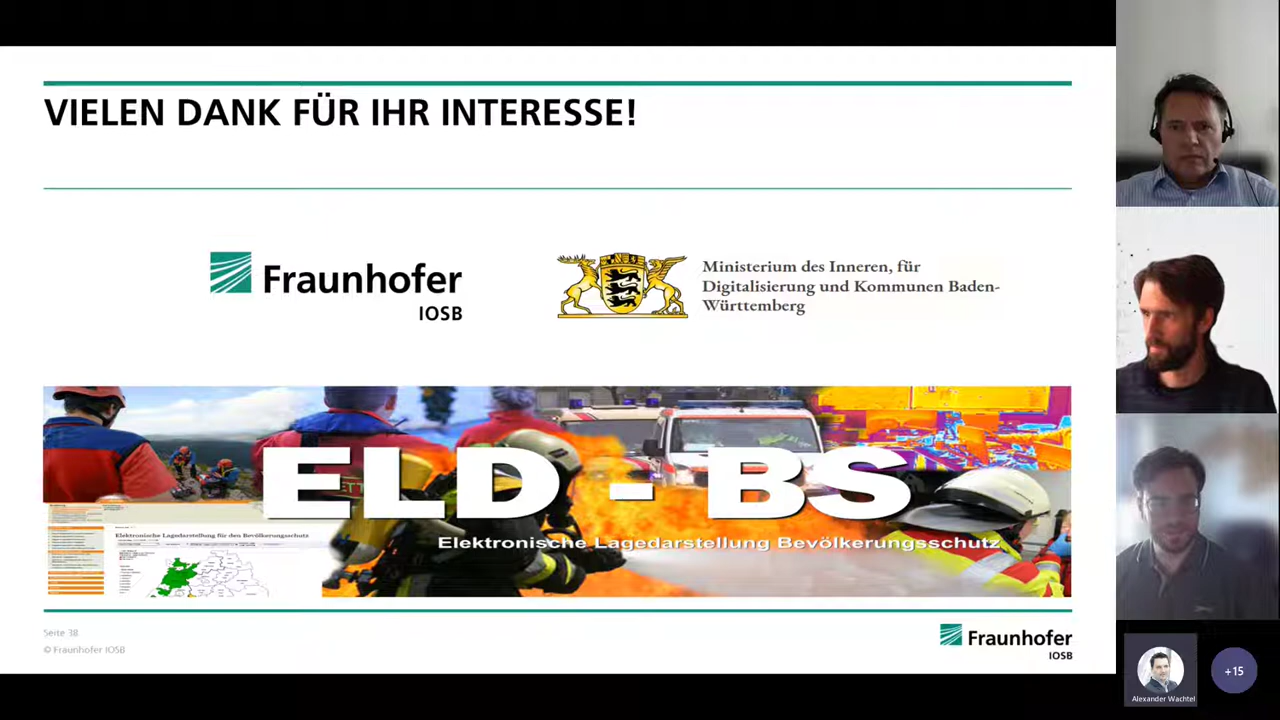 VIELEN DANK FÜR IHR INTERESSE!
Fraunhofer
IOSB
Ministerium des Inneren, für
Digitalisierung und Kommunen Baden-
Württemberg
ELD - BS
Elektronische Lagedarstellung Bevölkerungsschutz
Elektronische Lagedarstellung für den Bevölkerungsschutz
Seite 38
© Fraunhofer IOSB
Fraunhofer
IOSB
Alexander Wachtel
+15